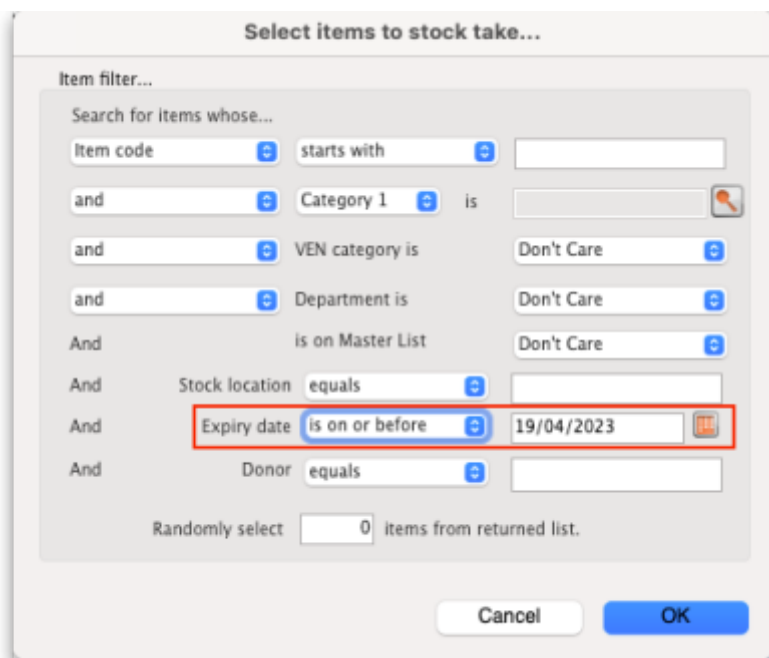 Select items to stock take...
Item filter...
Search for items whose...
Item code starts with
and Category 1 is
and VEN category is Don't Care
and Department is Don't Care
And is on Master List Don't Care
And Stock location equals
And Expiry date is on or before 19/04/2023
And Donor equals
Randomly select 0 items from returned list.
Cancel OK